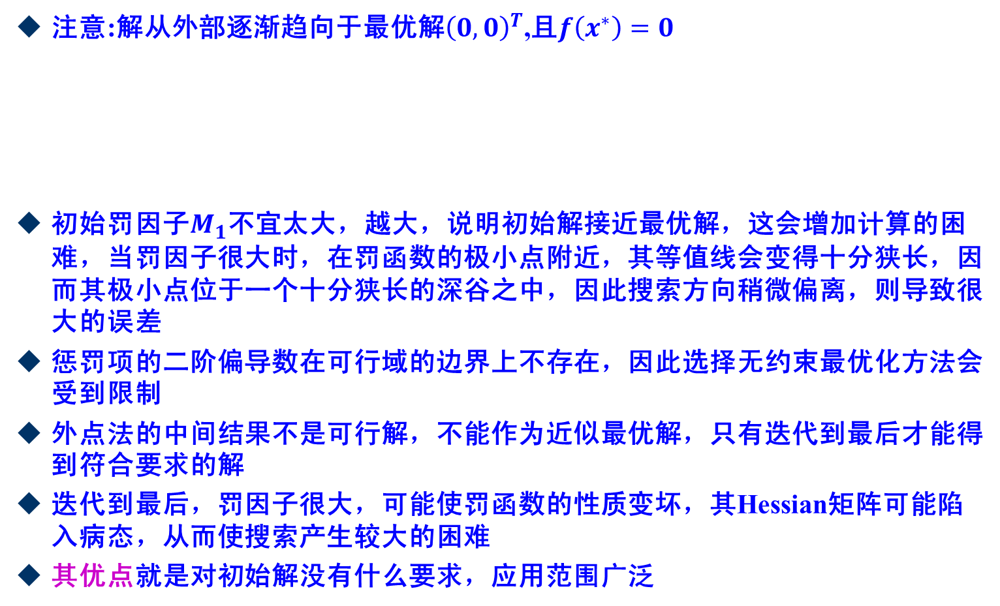 ◆ 注意:解从外部逐渐趋向于最优解(0,0)ᵀ,且f(x*) = 0
◆ 初始罚因子M₁不宜太大，越大，说明初始解接近最优解，这会增加计算的困
难，当罚因子很大时，在罚函数的极小点附近，其等值线会变得十分狭长，因
而其极小点位于一个十分狭长的深谷之中，因此搜索方向稍微偏离，则导致很
大的误差
◆ 惩罚项的二阶偏导数在可行域的边界上不存在，因此选择无约束最优化方法会
受到限制
◆ 外点法的中间结果不是可行解，不能作为近似最优解，只有迭代到最后才能得
到符合要求的解
◆ 迭代到最后，罚因子很大，可能使罚函数的性质变坏，其Hessian矩阵可能陷
入病态，从而使搜索产生较大的困难
◆ 其优点就是对初始解没有什么要求，应用范围广泛